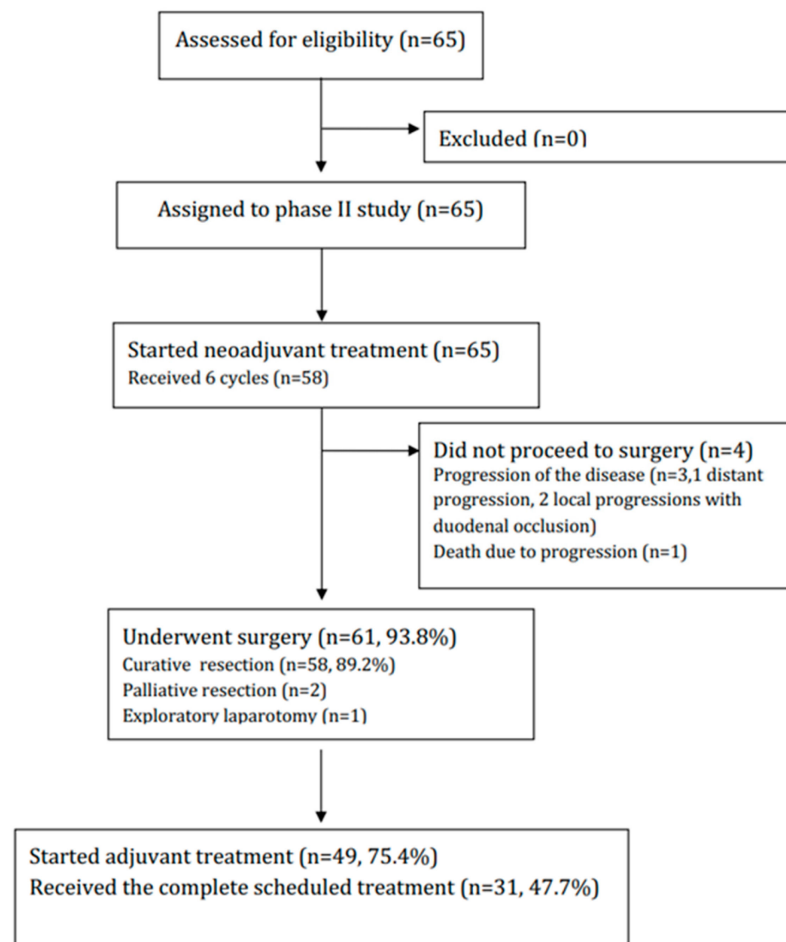 Assessed for eligibility (n=65)
Excluded (n=0)
Assigned to phase II study (n=65)
Started neoadjuvant treatment (n=65)
Received 6 cycles (n=58)
Did not proceed to surgery (n=4)
Progression of the disease (n=3,1 distant
progression, 2 local progressions with
duodenal occlusion)
Death due to progression (n=1)
Underwent surgery (n=61, 93.8%)
Curative resection (n=58, 89.2%)
Palliative resection (n=2)
Exploratory laparotomy (n=1)
Started adjuvant treatment (n=49, 75.4%)
Received the complete scheduled treatment (n=31, 47.7%)